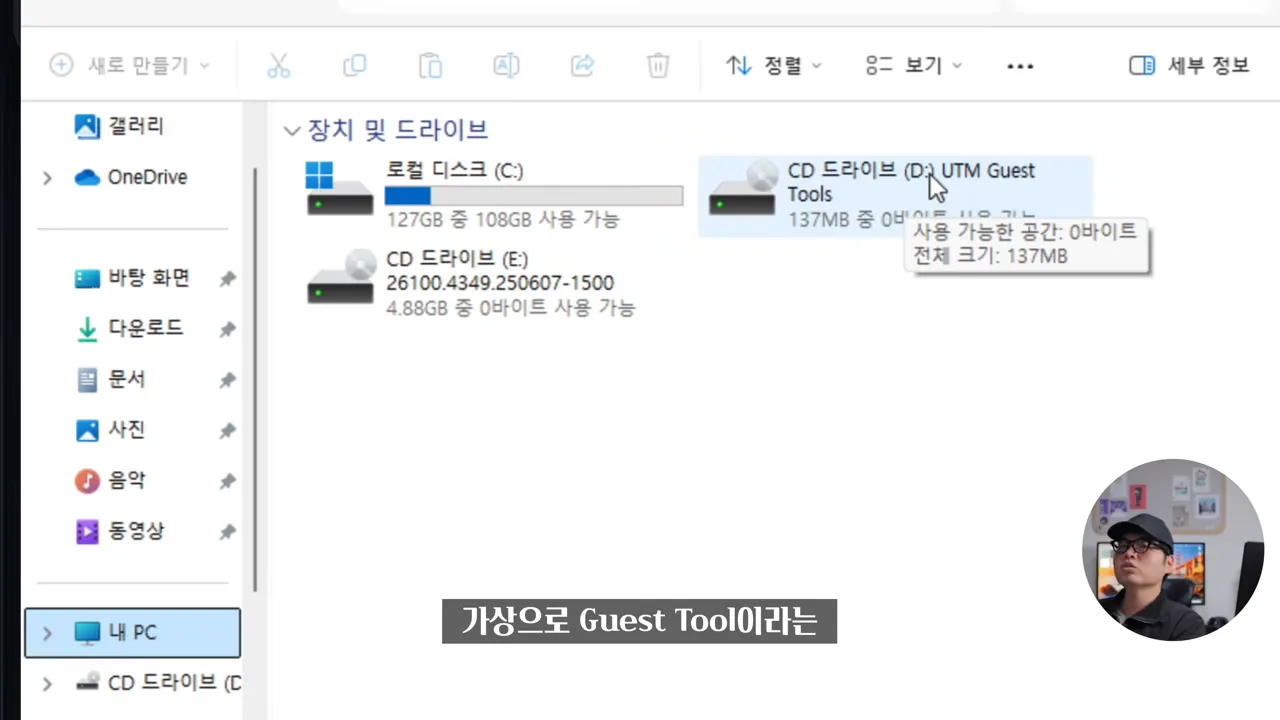 새로 만들기
정렬
보기
세부 정보
갤러리
OneDrive
바탕 화면
다운로드
문서
사진
음악
동영상
내 PC
CD 드라이브 (D
장치 및 드라이브
로컬 디스크 (C:)
127GB 중 108GB 사용 가능
CD 드라이브 (D:) UTM Guest
Tools
137MB 중 0바이트 사용 가능
사용 가능한 공간: 0바이트
전체 크기: 137MB
CD 드라이브 (E:)
26100.4349.250607-1500
4.88GB 중 0바이트 사용 가능
가상으로 Guest Tool이라는